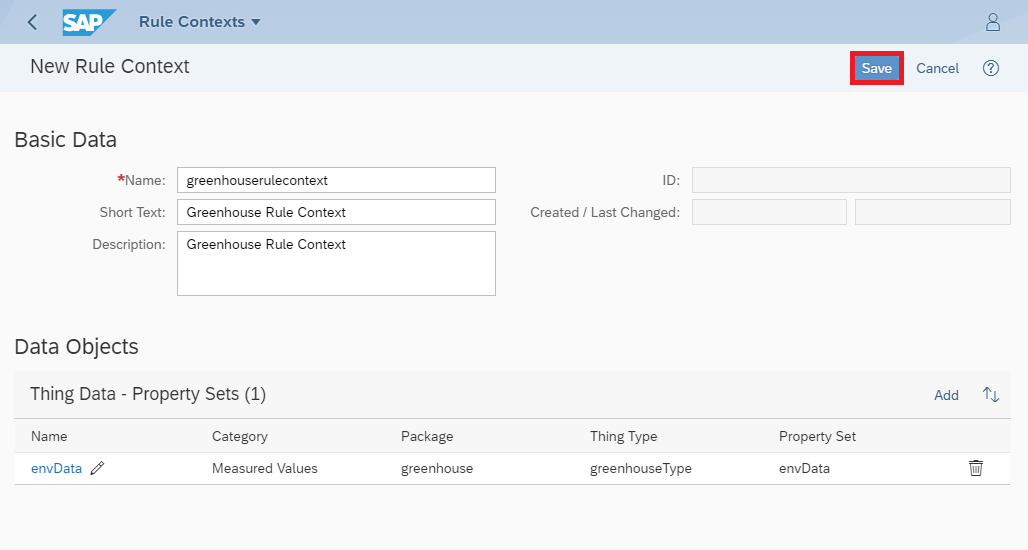 SAP Rule Contexts
New Rule Context
Save Cancel ?
Basic Data
*Name: greenhouserulecontext ID:
Short Text: Greenhouse Rule Context Created / Last Changed:
Description: Greenhouse Rule Context
Data Objects
Thing Data - Property Sets (1) Add
Name Category Package Thing Type Property Set
envData Measured Values greenhouse greenhouseType envData